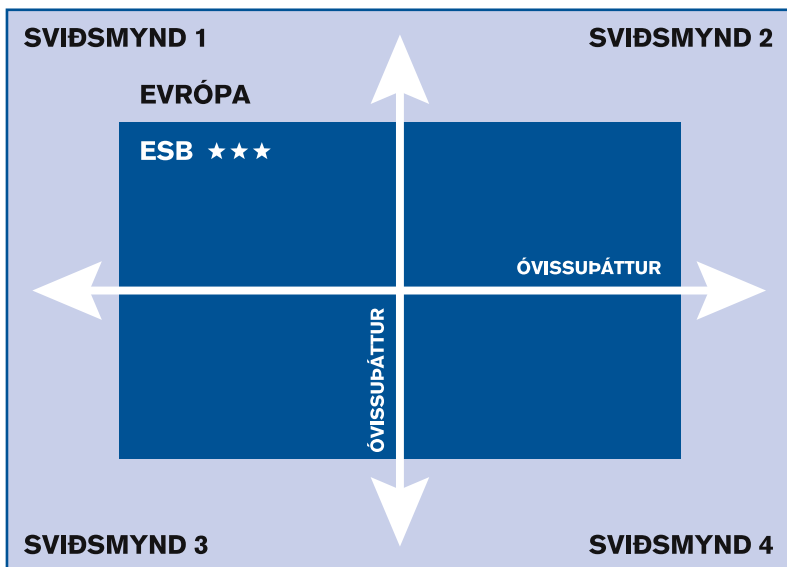 SVIÐSMYND 1
SVIÐSMYND 2
EVRÓPA
ESB ★★★
ÓVISSUÞÁTTUR
ÓVISSUÞÁTTUR
SVIÐSMYND 3
SVIÐSMYND 4